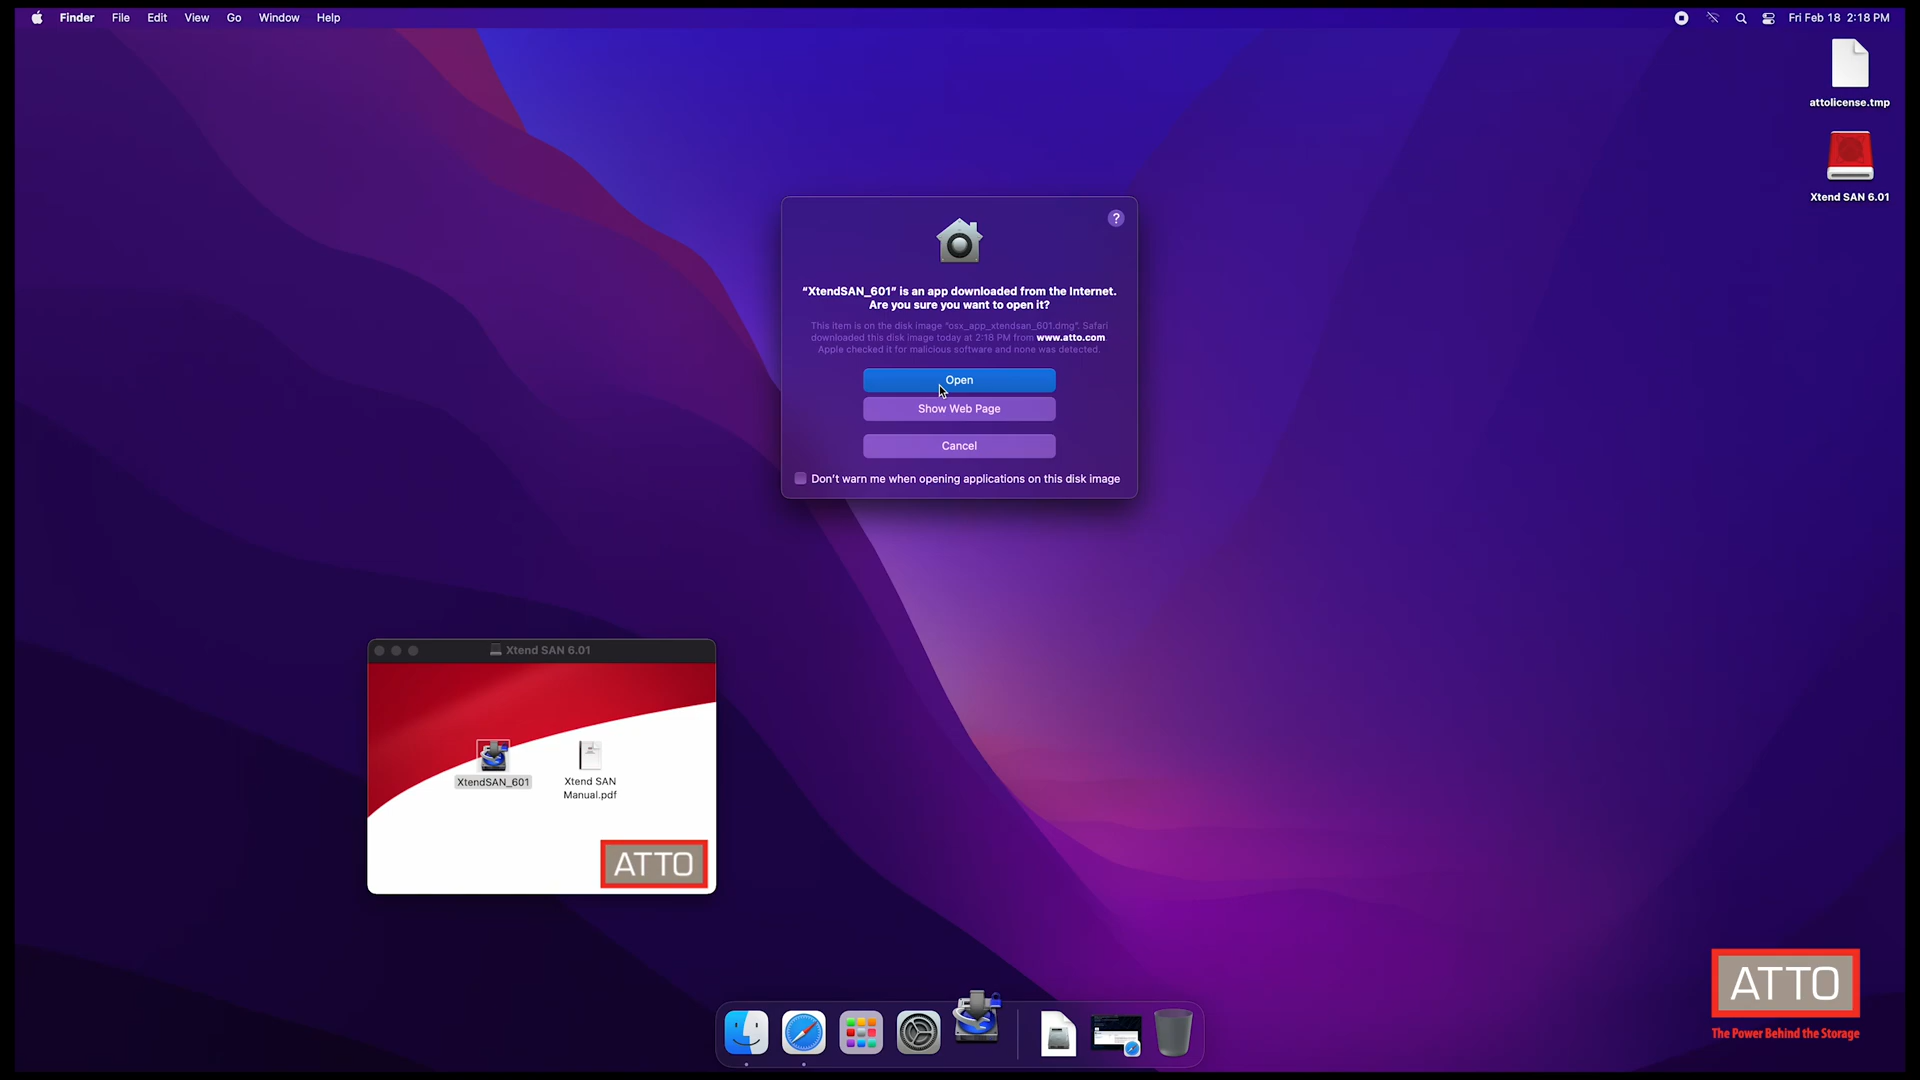 Finder File Edit View Go Window Help
Fri Feb 18 2:18 PM
attolicense.tmp
Xtend SAN 6.01
?
“XtendSAN_601” is an app downloaded from the Internet.
Are you sure you want to open it?
This item is on the disk image “osx_app_xtendsan_601.dmg”. Safari
downloaded this disk image today at 2:18 PM from www.atto.com.
Apple checked it for malicious software and none was detected.
Open
Show Web Page
Cancel
Don’t warn me when opening applications on this disk image
Xtend SAN 6.01
XtendSAN_601
Xtend SAN
Manual.pdf
ATTO
ATTO
The Power Behind the Storage